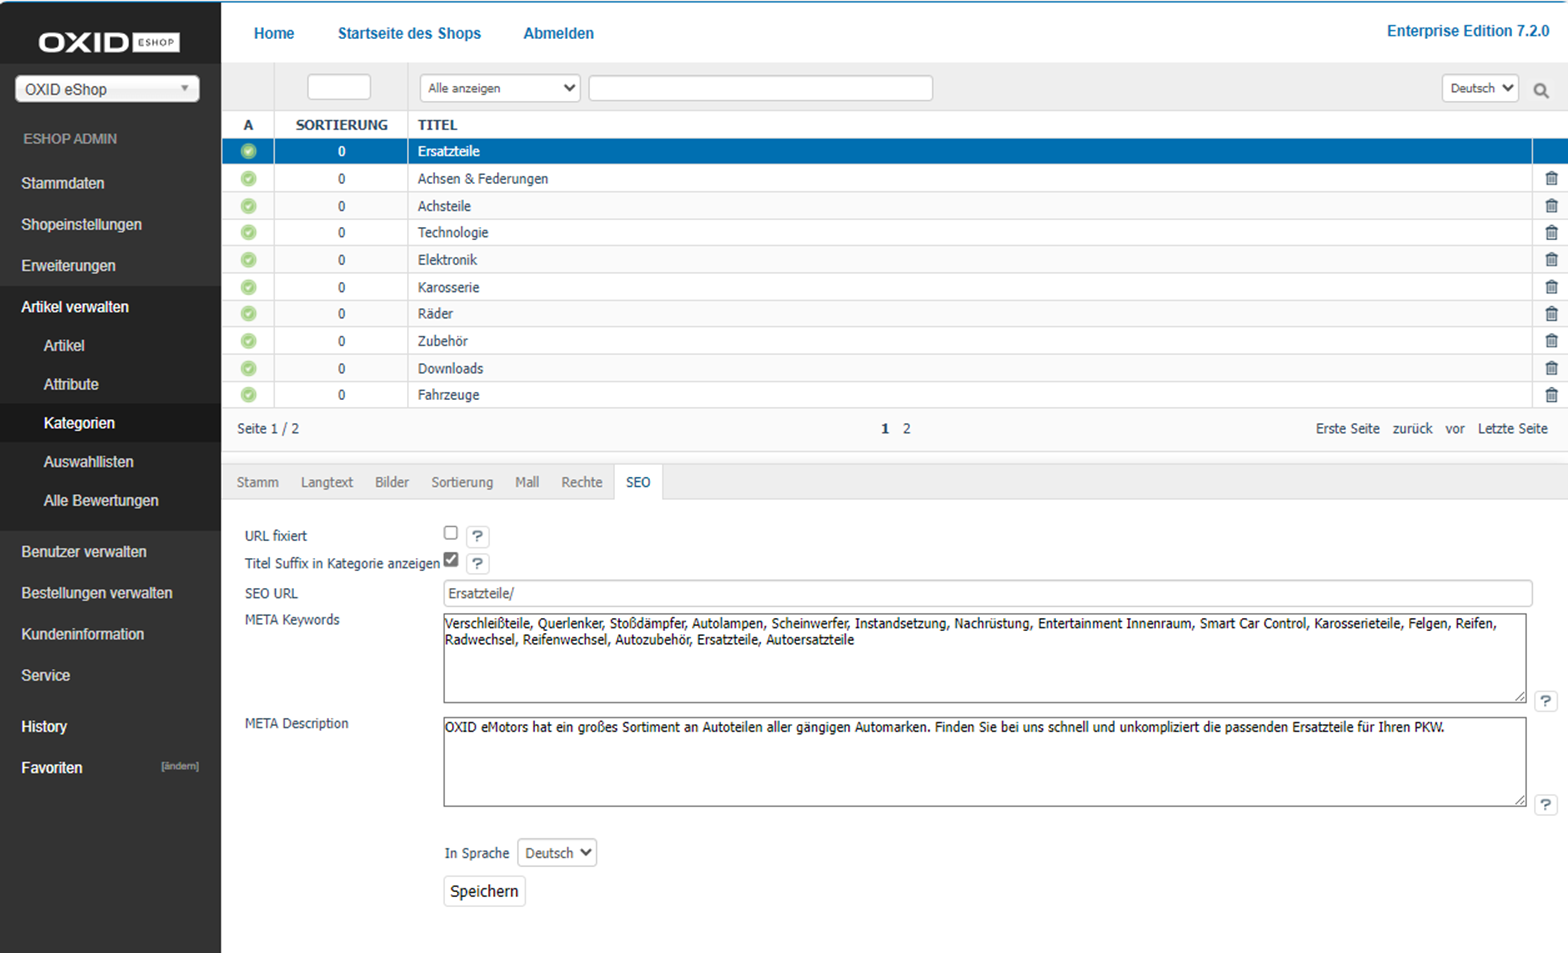 OXID ESHOP
Home Startseite des Shops Abmelden Enterprise Edition 7.2.0
OXID eShop
Alle anzeigen Deutsch
A SORTIERUNG TITEL
0 Ersatzteile
0 Achsen & Federungen
0 Achsteile
0 Technologie
0 Elektronik
0 Karosserie
0 Räder
0 Zubehör
0 Downloads
0 Fahrzeuge
Seite 1 / 2 1 2 Erste Seite zurück vor Letzte Seite
ESHOP ADMIN
Stammdaten
Shopeinstellungen
Erweiterungen
Artikel verwalten
Artikel
Attribute
Kategorien
Auswahllisten
Alle Bewertungen
Benutzer verwalten
Bestellungen verwalten
Kundeninformation
Service
History
Favoriten [ändern]
Stamm Langtext Bilder Sortierung Mall Rechte SEO
URL fixiert ?
Titel Suffix in Kategorie anzeigen ?
SEO URL Ersatzteile/
META Keywords Verschleißteile, Querlenker, Stoßdämpfer, Autolampen, Scheinwerfer, Instandsetzung, Nachrüstung, Entertainment Innenraum, Smart Car Control, Karosserieteile, Felgen, Reifen,
Radwechsel, Reifenwechsel, Autozubehör, Ersatzteile, Autoersatzteile
?
META Description OXID eMotors hat ein großes Sortiment an Autoteilen aller gängigen Automarken. Finden Sie bei uns schnell und unkompliziert die passenden Ersatzteile für Ihren PKW.
?
In Sprache Deutsch
Speichern